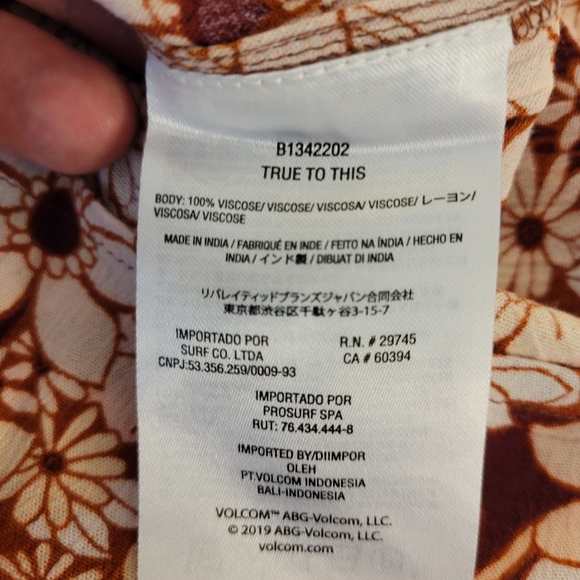 B1342202
TRUE TO THIS
BODY: 100% VISCOSE/ VISCOSE/ VISCOSA/ VISCOSE/ レーヨン/
VISCOSA/ VISCOSE
MADE IN INDIA / FABRIQUÉ EN INDE / FEITO NA ÍNDIA / HECHO EN
INDIA / インド製 / DIBUAT DI INDIA
リバレイティッドブランズジャパン合同会社
東京都渋谷区千駄ヶ谷3-15-7
IMPORTADO POR
SURF CO. LTDA
CNPJ:53.356.259/0009-93
R.N. # 29745
CA # 60394
IMPORTADO POR
PROSURF SPA
RUT: 76.434.444-8
IMPORTED BY/DIIMPOR
OLEH
PT.VOLCOM INDONESIA
BALI-INDONESIA
VOLCOM™ ABG-Volcom, LLC.
© 2019 ABG-Volcom, LLC.
volcom.com